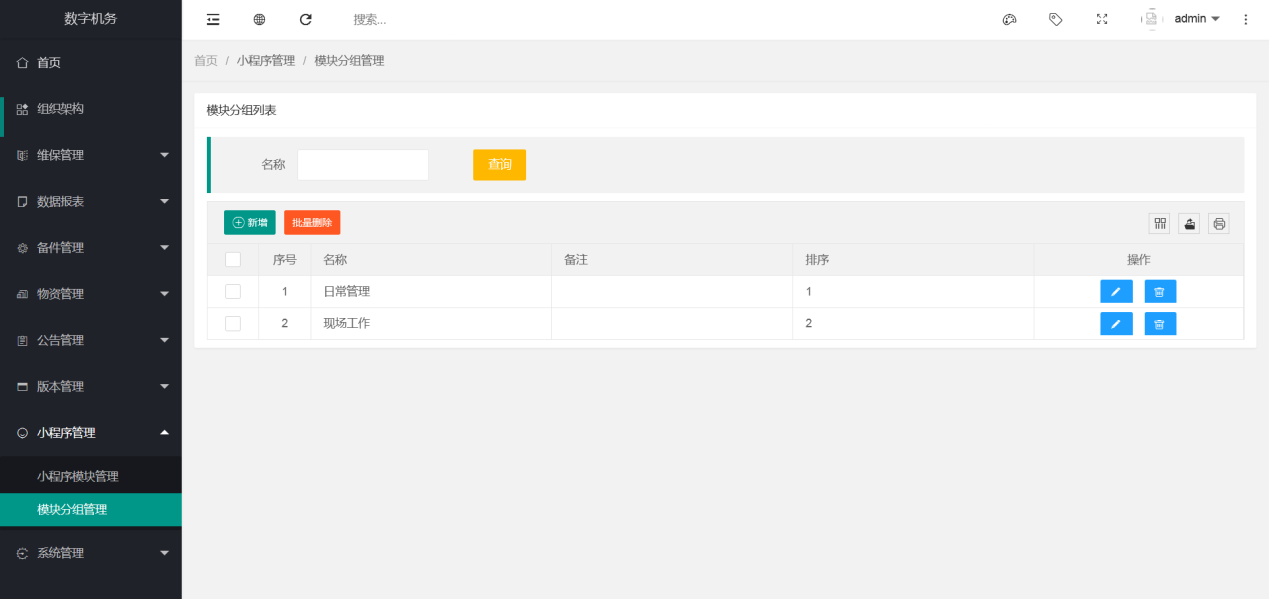 数字机务
搜索...
admin
首页
组织架构
维保管理
数据报表
备件管理
物资管理
公告管理
版本管理
小程序管理
小程序模块管理
模块分组管理
系统管理
首页 / 小程序管理 / 模块分组管理
模块分组列表
名称 查询
新增 批量删除
序号 名称 备注 排序 操作
1 日常管理 1
2 现场工作 2